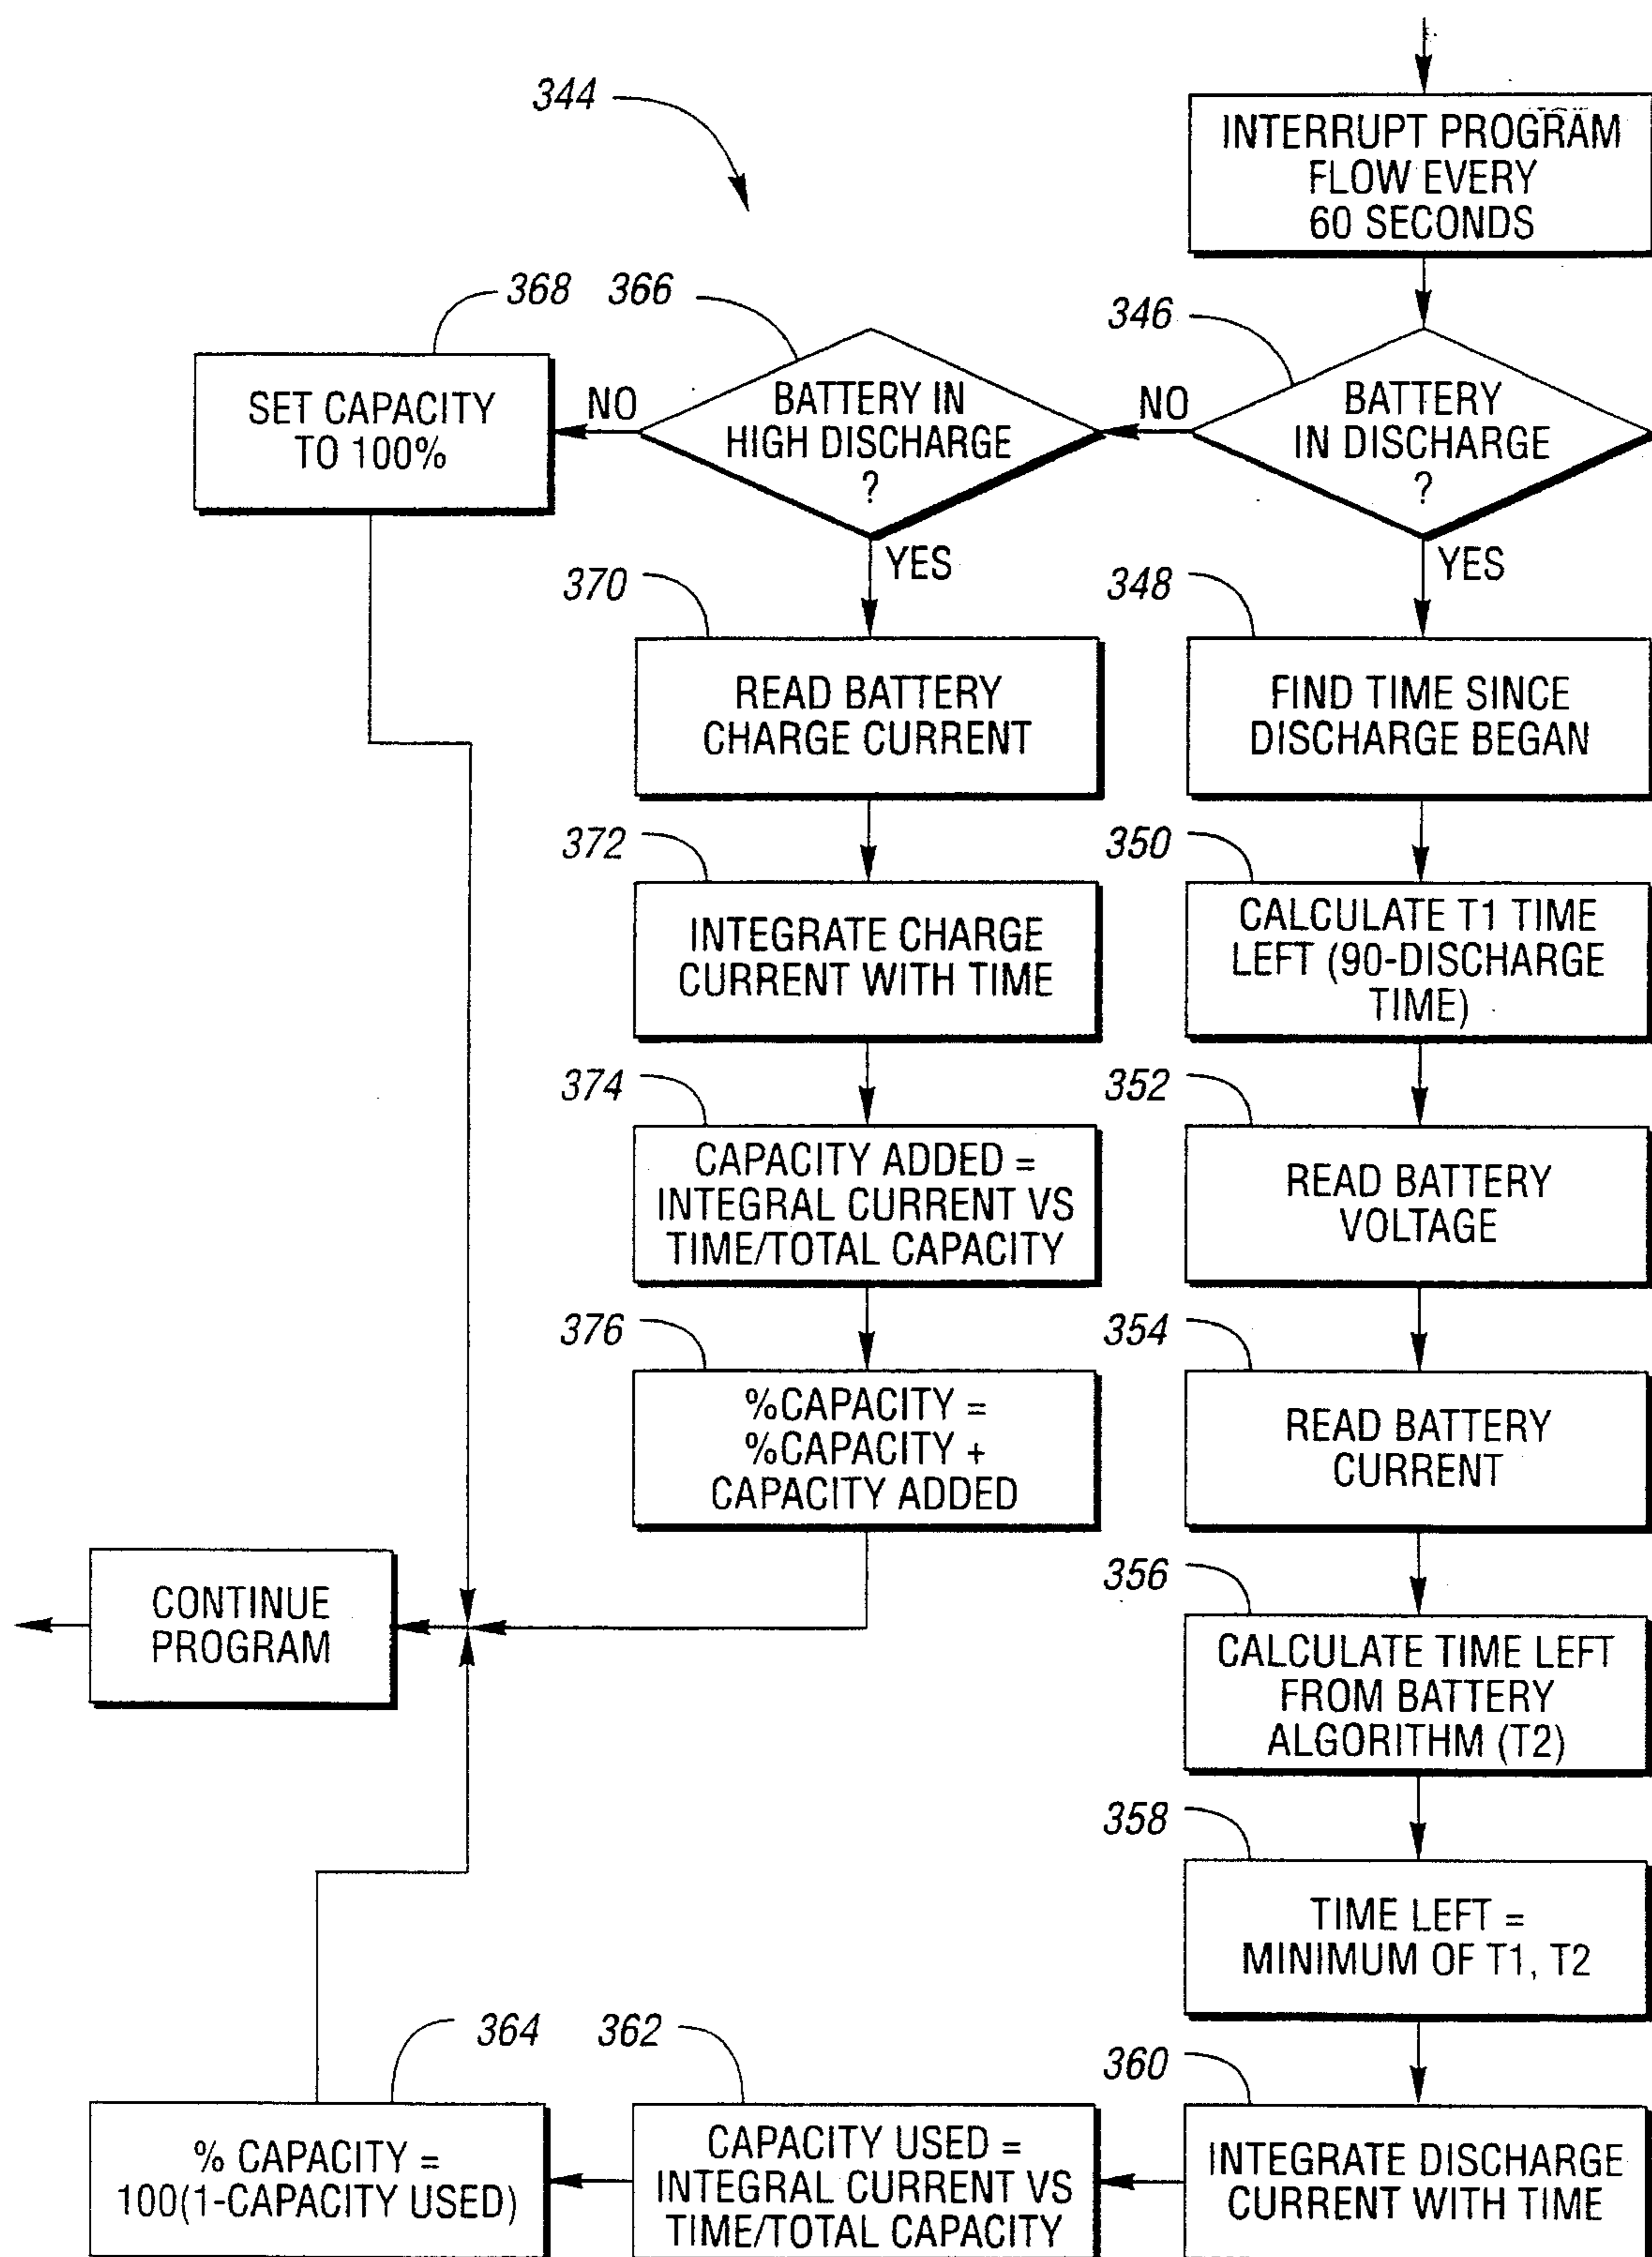 344
INTERRUPT PROGRAM
FLOW EVERY
60 SECONDS
368
366
346
SET CAPACITY
TO 100%
NO
BATTERY IN
HIGH DISCHARGE
?
NO
BATTERY
IN DISCHARGE
?
YES
YES
370
348
READ BATTERY
CHARGE CURRENT
FIND TIME SINCE
DISCHARGE BEGAN
372
350
INTEGRATE CHARGE
CURRENT WITH TIME
CALCULATE T1 TIME
LEFT (90-DISCHARGE
TIME)
374
352
CAPACITY ADDED =
INTEGRAL CURRENT VS
TIME/TOTAL CAPACITY
READ BATTERY
VOLTAGE
376
354
%CAPACITY =
%CAPACITY +
CAPACITY ADDED
READ BATTERY
CURRENT
CONTINUE
PROGRAM
356
CALCULATE TIME LEFT
FROM BATTERY
ALGORITHM (T2)
358
TIME LEFT =
MINIMUM OF T1, T2
364
362
360
% CAPACITY =
100(1-CAPACITY USED)
CAPACITY USED =
INTEGRAL CURRENT VS
TIME/TOTAL CAPACITY
INTEGRATE DISCHARGE
CURRENT WITH TIME